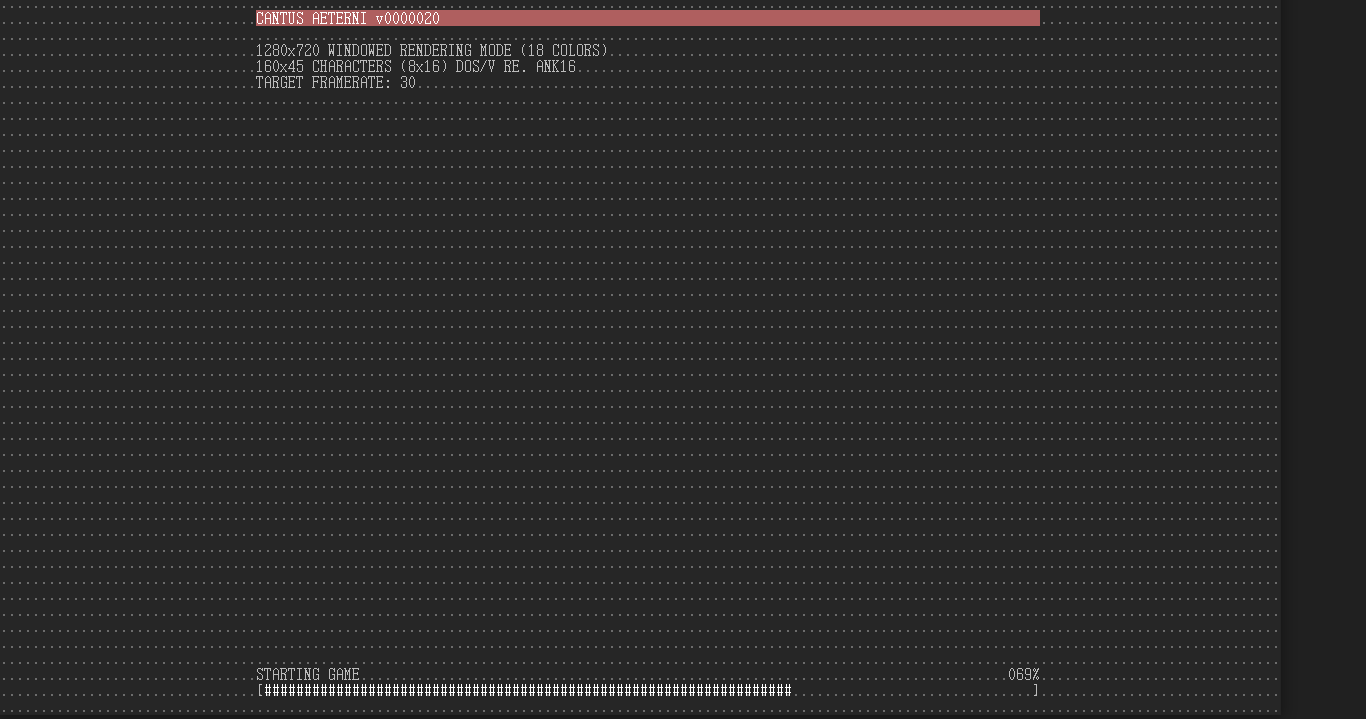 CANTUS AETERNI v0000020
1280x720 WINDOWED RENDERING MODE (18 COLORS)
160x45 CHARACTERS (8x16) DOS/V RE. ANK16
TARGET FRAMERATE: 30
STARTING GAME 069%
[################################################################## ]